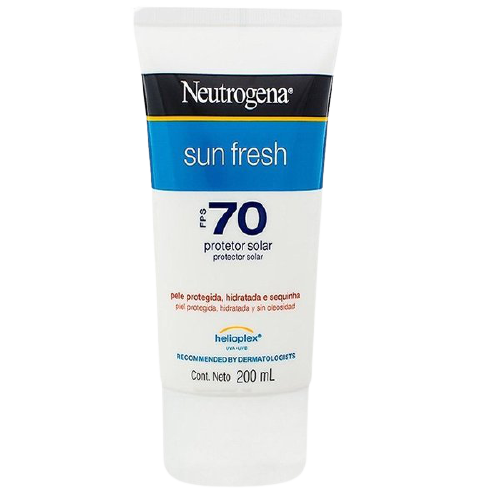 Neutrogena®
sun fresh
FPS 70
protetor solar
protector solar
pele protegida, hidratada e sequinha
piel protegida, hidratada y sin oleosidad
helioplex®
UVA+UVB
RECOMMENDED BY DERMATOLOGISTS
Cont. Neto 200 mL